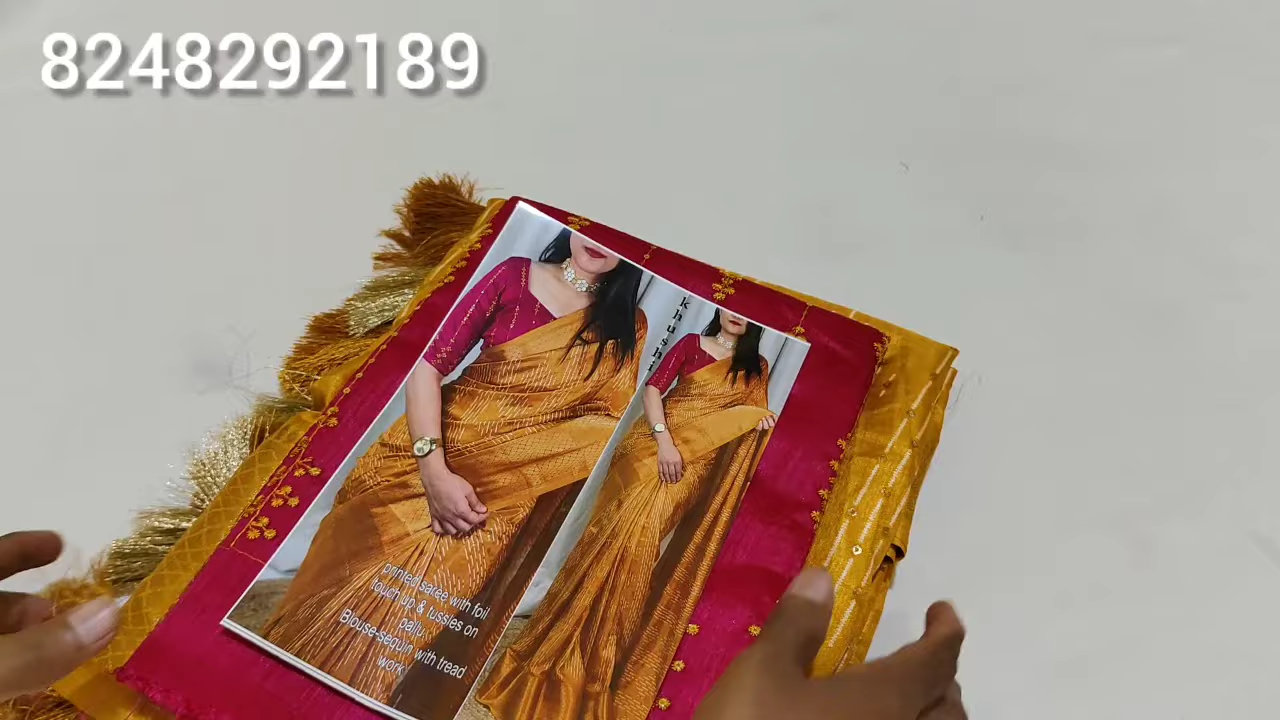 8248292189
khushi
printed saree with foil
touch up & tussles on
pallu
Blouse-sequin with tread
work